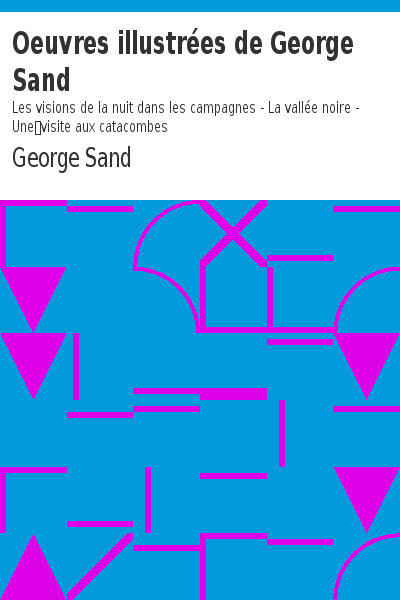 Oeuvres illustrées de George
Sand
Les visions de la nuit dans les campagnes - La vallée noire -
Une▯visite aux catacombes
George Sand